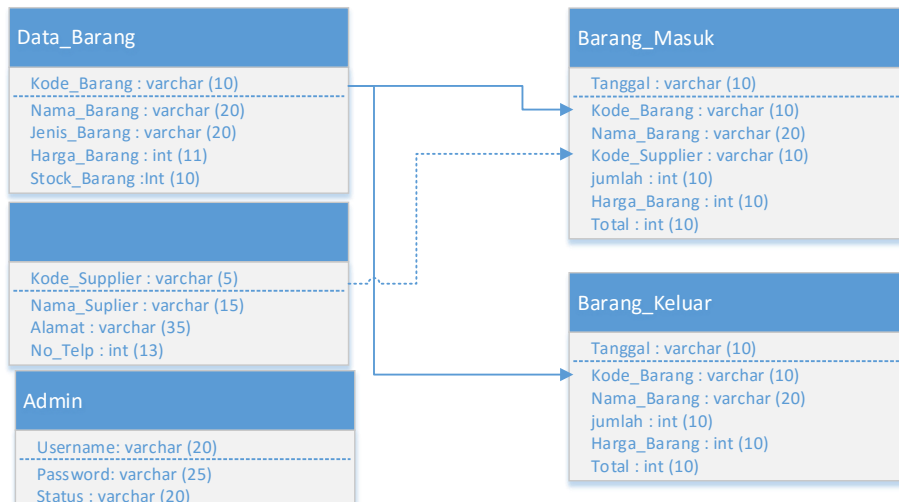 Data_Barang
Kode_Barang : varchar (10)
Nama_Barang : varchar (20)
Jenis_Barang : varchar (20)
Harga_Barang : int (11)
Stock_Barang :Int (10)
Kode_Supplier : varchar (5)
Nama_Suplier : varchar (15)
Alamat : varchar (35)
No_Telp : int (13)
Admin
Username: varchar (20)
Password: varchar (25)
Status : varchar (20)
Barang_Masuk
Tanggal : varchar (10)
Kode_Barang : varchar (10)
Nama_Barang : varchar (20)
Kode_Supplier : varchar (10)
jumlah : int (10)
Harga_Barang : int (10)
Total : int (10)
Barang_Keluar
Tanggal : varchar (10)
Kode_Barang : varchar (10)
Nama_Barang : varchar (20)
jumlah : int (10)
Harga_Barang : int (10)
Total : int (10)